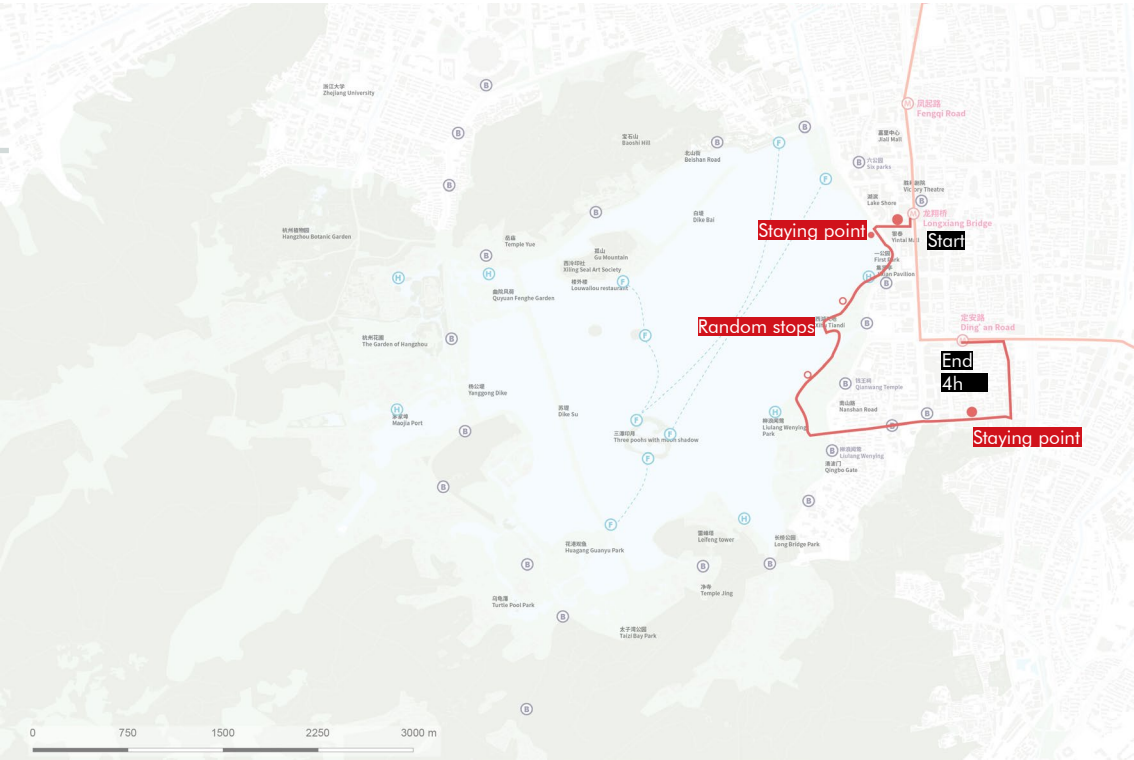 浙江大学
Zhejiang University
B
M
凤起路
Fengqi Road
B
宝石山
Baoshi Hill
B
B
F
嘉里中心
Jiali Mall
北山街
Beishan Road
B
六公园
Six parks
F
B
胜利剧院
Victory Theatre
湖滨
Lake Shore
B
B
白堤
Dike Bai
M
龙翔桥
Longxiang Bridge
杭州植物园
Hangzhou Botanic Garden
岳庙
Temple Yue
Staying point
银泰
Yintai Mall
Start
孤山
Gu Mountain
B
西泠印社
Xiling Seal Art Society
一公园
First Park
H
H
楼外楼
Louwailou restaurant
F
H
B
曲院风荷
Quyuan Fenghe Garden
定安路
Ding' an Road
Random stops
Tiandi
B
F
B
杭州花圃
The Garden of Hangzhou
M
End
4h
杨公堤
Yanggong Dike
B
钱王祠
Qianwang Temple
苏堤
Dike Su
南山路
Nanshan Road
H
Maojia Port
F
H
B
B
柳浪闻莺
Liulang Wenying
Park
三潭印月
Three poohs with moon shadow
F
B
Staying point
B
柳浪闻莺
Liulang Wenying
F
清波门
Qingbo Gate
B
B
F
H
雷峰塔
Leifeng tower
长桥公园
Long Bridge Park
花港观鱼
Huagang Guanyu Park
B
B
B
净寺
Temple Jing
乌龟潭
Turtle Pool Park
B
太子湾公园
Taizi Bay Park
B
0 750 1500 2250 3000 m